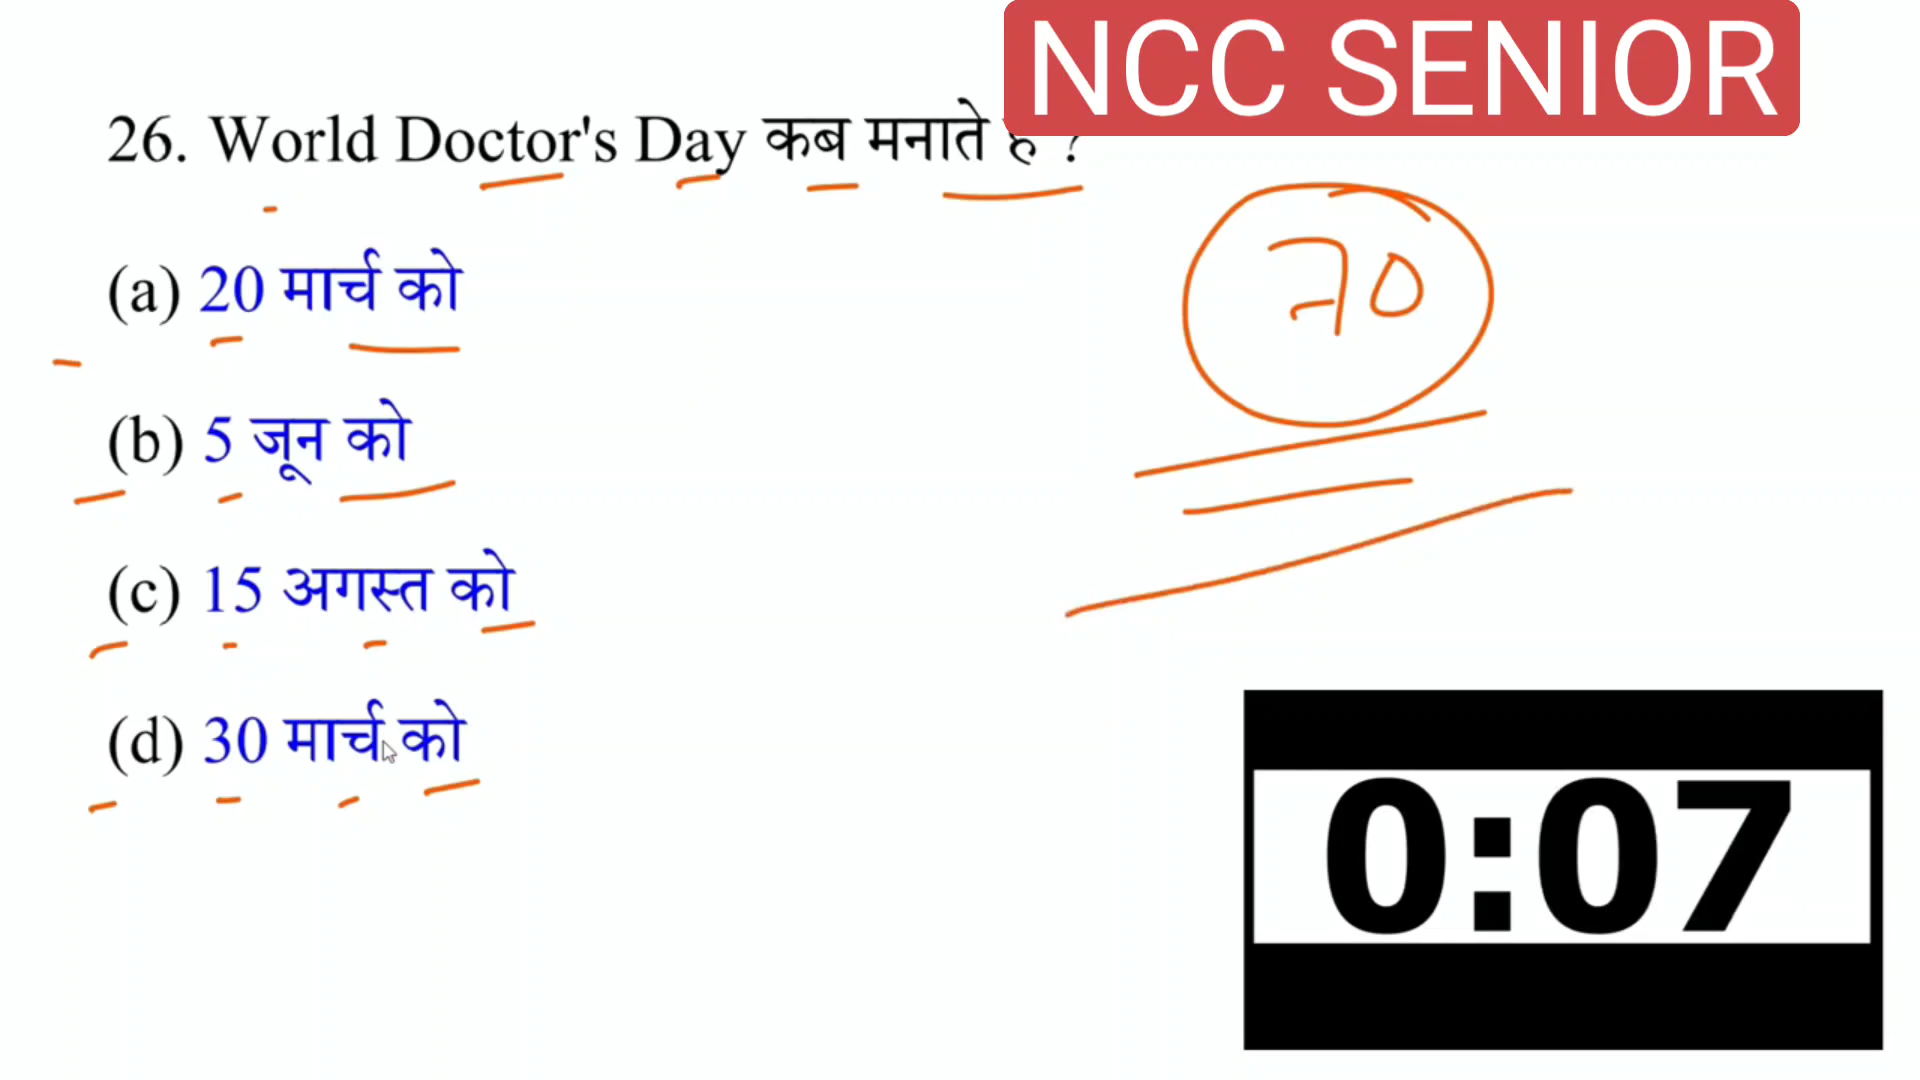 NCC SENIOR
26. World Doctor's Day कब मनाते है ?
70
(a) 20 मार्च को
(b) 5 जून को
(c) 15 अगस्त को
(d) 30 मार्च को
0:07